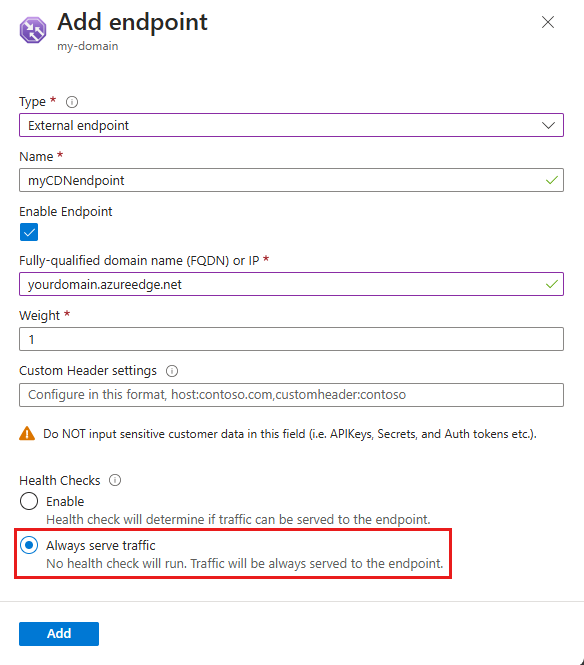 Add endpoint
my-domain
Type *
External endpoint
Name *
myCDNendpoint
Enable Endpoint
Fully-qualified domain name (FQDN) or IP *
yourdomain.azureedge.net
Weight *
1
Custom Header settings
Configure in this format, host:contoso.com,customheader:contoso
Do NOT input sensitive customer data in this field (i.e. APIKeys, Secrets, and Auth tokens etc.).
Health Checks
Enable
Health check will determine if traffic can be served to the endpoint.
Always serve traffic
No health check will run. Traffic will be always served to the endpoint.
Add